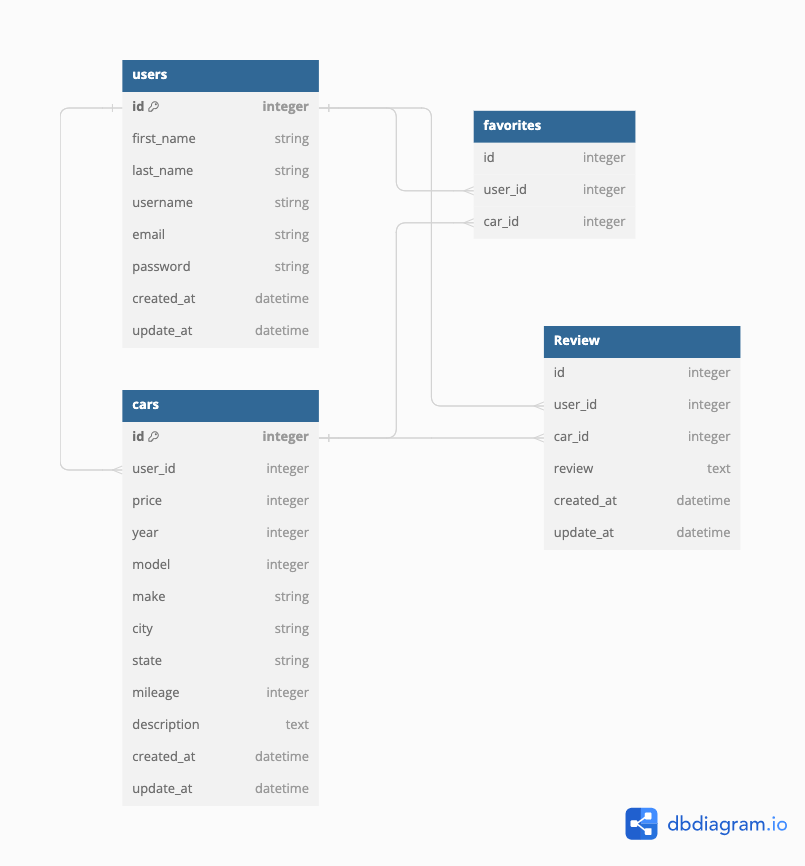 users
id integer
first_name string
last_name string
username stirng
email string
password string
created_at datetime
update_at datetime
favorites
id integer
user_id integer
car_id integer
Review
id integer
user_id integer
car_id integer
review text
created_at datetime
update_at datetime
cars
id integer
user_id integer
price integer
year integer
model integer
make string
city string
state string
mileage integer
description text
created_at datetime
update_at datetime
dbdiagram.io